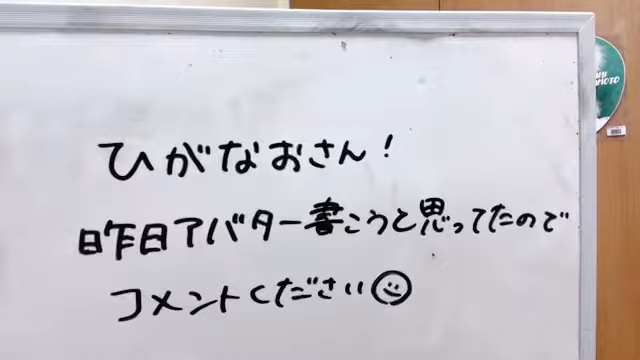 ひがなおさん!
昨日アバター書こうと思ってたので
コメントください☺